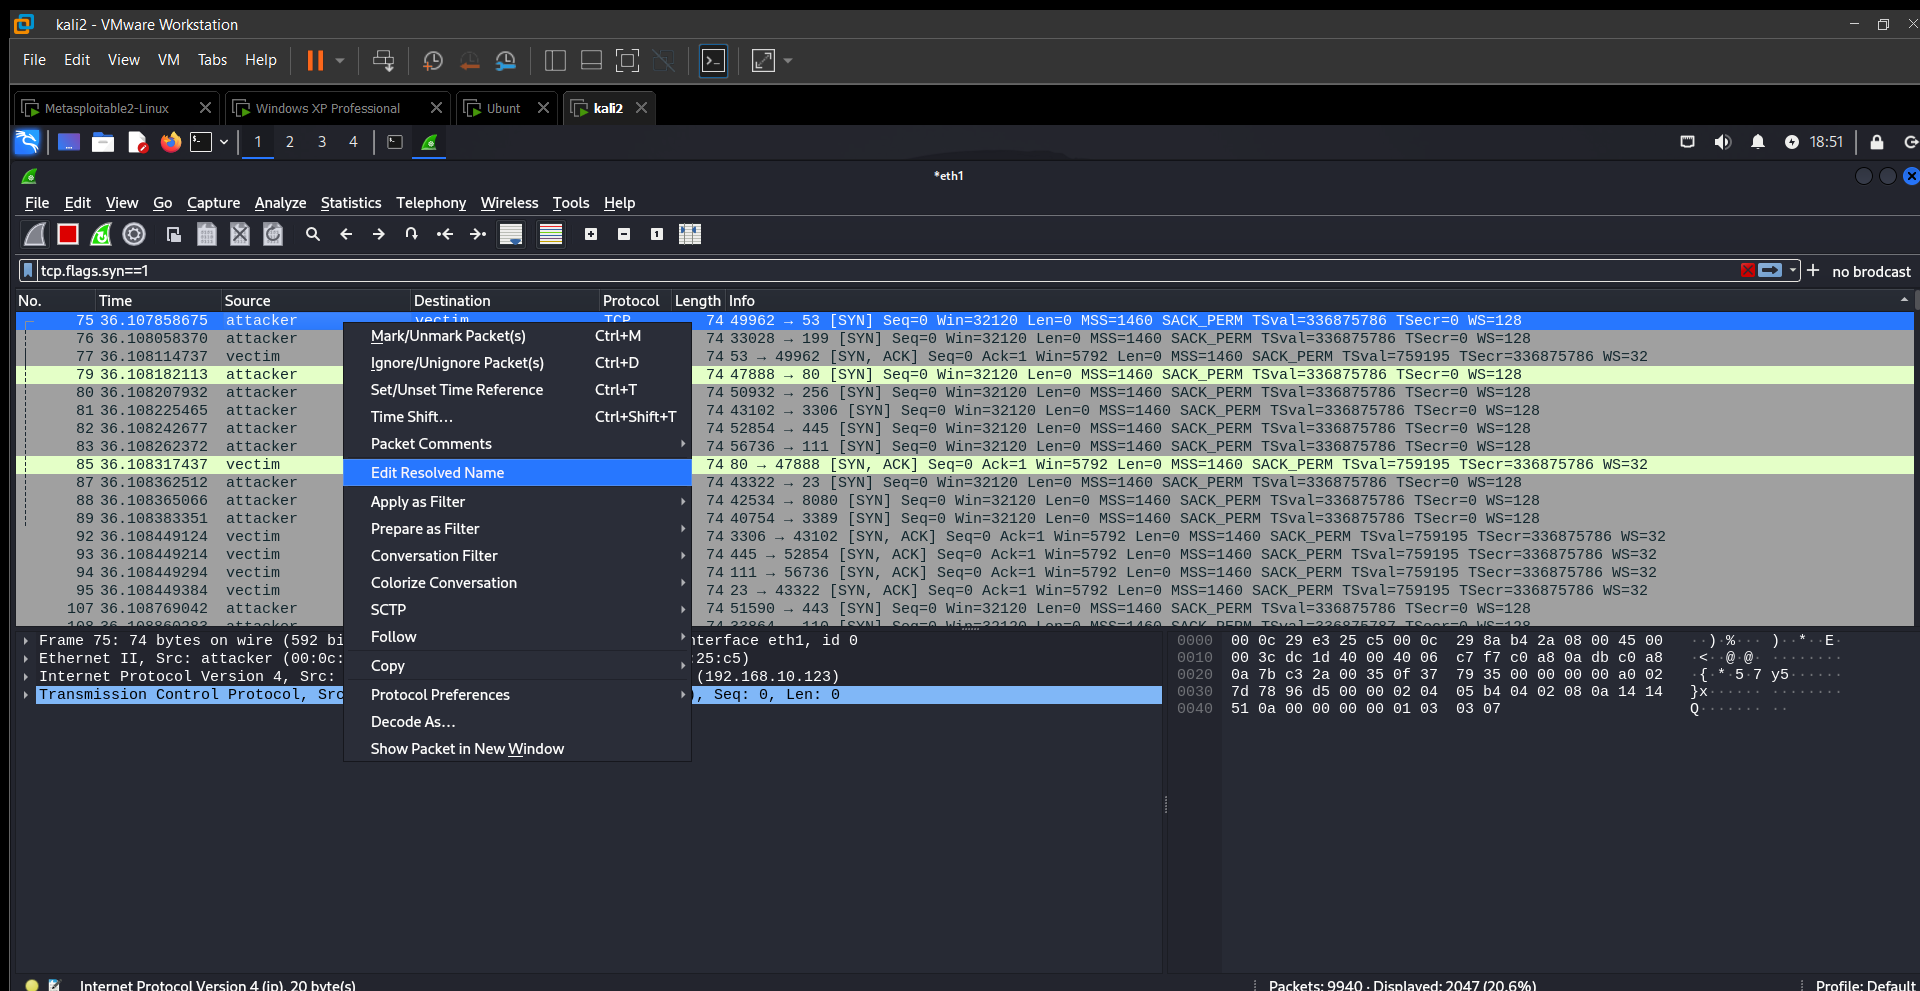 kali2 - VMware Workstation
File Edit View VM Tabs Help
Metasploitable2-Linux Windows XP Professional Ubunt kali2
1 2 3 4 18:51
*eth1
File Edit View Go Capture Analyze Statistics Telephony Wireless Tools Help
tcp.flags.syn==1 no brodcast
No. Time Source Destination Protocol Length Info
75 36.107858675 attacker vectim TCP 74 49962 → 53 [SYN] Seq=0 Win=32120 Len=0 MSS=1460 SACK_PERM TSval=336875786 TSecr=0 WS=128
76 36.108058370 attacker 74 33028 → 199 [SYN] Seq=0 Win=32120 Len=0 MSS=1460 SACK_PERM TSval=336875786 TSecr=0 WS=128
77 36.108114737 vectim 74 53 → 49962 [SYN, ACK] Seq=0 Ack=1 Win=5792 Len=0 MSS=1460 SACK_PERM TSval=759195 TSecr=336875786 WS=32
79 36.108182113 attacker 74 47888 → 80 [SYN] Seq=0 Win=32120 Len=0 MSS=1460 SACK_PERM TSval=336875786 TSecr=0 WS=128
80 36.108207932 attacker 74 50932 → 256 [SYN] Seq=0 Win=32120 Len=0 MSS=1460 SACK_PERM TSval=336875786 TSecr=0 WS=128
81 36.108225465 attacker 74 43102 → 3306 [SYN] Seq=0 Win=32120 Len=0 MSS=1460 SACK_PERM TSval=336875786 TSecr=0 WS=128
82 36.108242677 attacker 74 52854 → 445 [SYN] Seq=0 Win=32120 Len=0 MSS=1460 SACK_PERM TSval=336875786 TSecr=0 WS=128
83 36.108262372 attacker 74 56736 → 111 [SYN] Seq=0 Win=32120 Len=0 MSS=1460 SACK_PERM TSval=336875786 TSecr=0 WS=128
85 36.108317437 vectim 74 80 → 47888 [SYN, ACK] Seq=0 Ack=1 Win=5792 Len=0 MSS=1460 SACK_PERM TSval=759195 TSecr=336875786 WS=32
87 36.108362512 attacker 74 43322 → 23 [SYN] Seq=0 Win=32120 Len=0 MSS=1460 SACK_PERM TSval=336875786 TSecr=0 WS=128
88 36.108365066 attacker 74 42534 → 8080 [SYN] Seq=0 Win=32120 Len=0 MSS=1460 SACK_PERM TSval=336875786 TSecr=0 WS=128
89 36.108383351 attacker 74 40754 → 3389 [SYN] Seq=0 Win=32120 Len=0 MSS=1460 SACK_PERM TSval=336875786 TSecr=0 WS=128
92 36.108449124 vectim 74 3306 → 43102 [SYN, ACK] Seq=0 Ack=1 Win=5792 Len=0 MSS=1460 SACK_PERM TSval=759195 TSecr=336875786 WS=32
93 36.108449214 vectim 74 445 → 52854 [SYN, ACK] Seq=0 Ack=1 Win=5792 Len=0 MSS=1460 SACK_PERM TSval=759195 TSecr=336875786 WS=32
94 36.108449294 vectim 74 111 → 56736 [SYN, ACK] Seq=0 Ack=1 Win=5792 Len=0 MSS=1460 SACK_PERM TSval=759195 TSecr=336875786 WS=32
95 36.108449384 vectim 74 23 → 43322 [SYN, ACK] Seq=0 Ack=1 Win=5792 Len=0 MSS=1460 SACK_PERM TSval=759195 TSecr=336875786 WS=32
107 36.108769042 attacker 74 51590 → 443 [SYN] Seq=0 Win=32120 Len=0 MSS=1460 SACK_PERM TSval=336875786 TSecr=0 WS=128
108 36.108860283 attacker 74 33864 → 110 [SYN] Seq=0 Win=32120 Len=0 MSS=1460 SACK_PERM TSval=336875786 TSecr=0 WS=128
Mark/Unmark Packet(s) Ctrl+M
Ignore/Unignore Packet(s) Ctrl+D
Set/Unset Time Reference Ctrl+T
Time Shift... Ctrl+Shift+T
Packet Comments
Edit Resolved Name
Apply as Filter
Prepare as Filter
Conversation Filter
Colorize Conversation
SCTP
Follow
Copy
Protocol Preferences
Decode As...
Show Packet in New Window
Frame 75: 74 bytes on wire (592 bi nterface eth1, id 0
Ethernet II, Src: attacker (00:0c: :25:c5)
Internet Protocol Version 4, Src: (192.168.10.123)
Transmission Control Protocol, Src ), Seq: 0, Len: 0
0000 00 0c 29 e3 25 c5 00 0c 29 8a b4 2a 08 00 45 00 ··)·%··· )··*··E·
0010 00 3c dc 1d 40 00 40 06 c7 f7 c0 a8 0a db c0 a8 ·<··@·@· ········
0020 0a 7b c3 2a 00 35 0f 37 79 35 00 00 00 00 a0 02 ·{·*·5·7 y5······
0030 7d 78 96 d5 00 00 02 04 05 b4 04 02 08 0a 14 14 }x······ ········
0040 51 0a 00 00 00 00 01 03 03 07 Q······· ··
Internet Protocol Version 4 (ip), 20 byte(s) Packets: 9940 · Displayed: 2047 (20.6%) Profile: Default